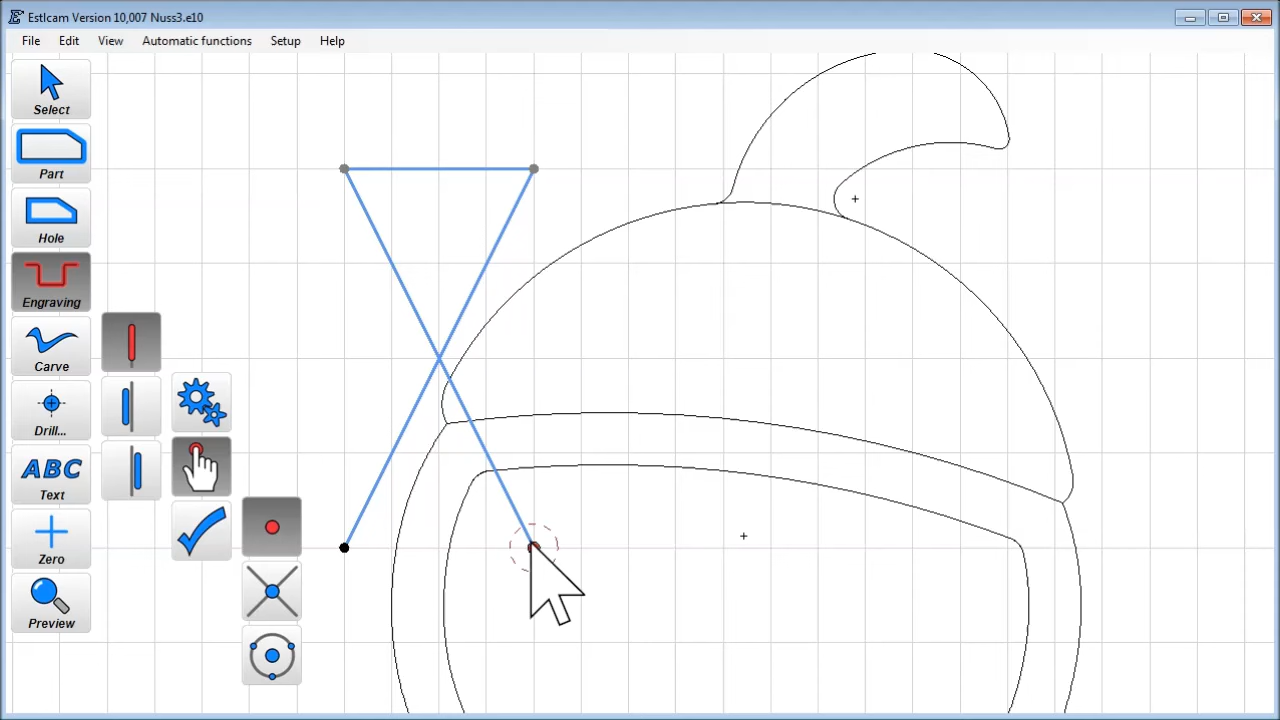 Estlcam Version 10,007 Nuss3.e10
File Edit View Automatic functions Setup Help
Select
Part
Hole
Engraving
Carve
Drill...
ABC
Text
Zero
Preview